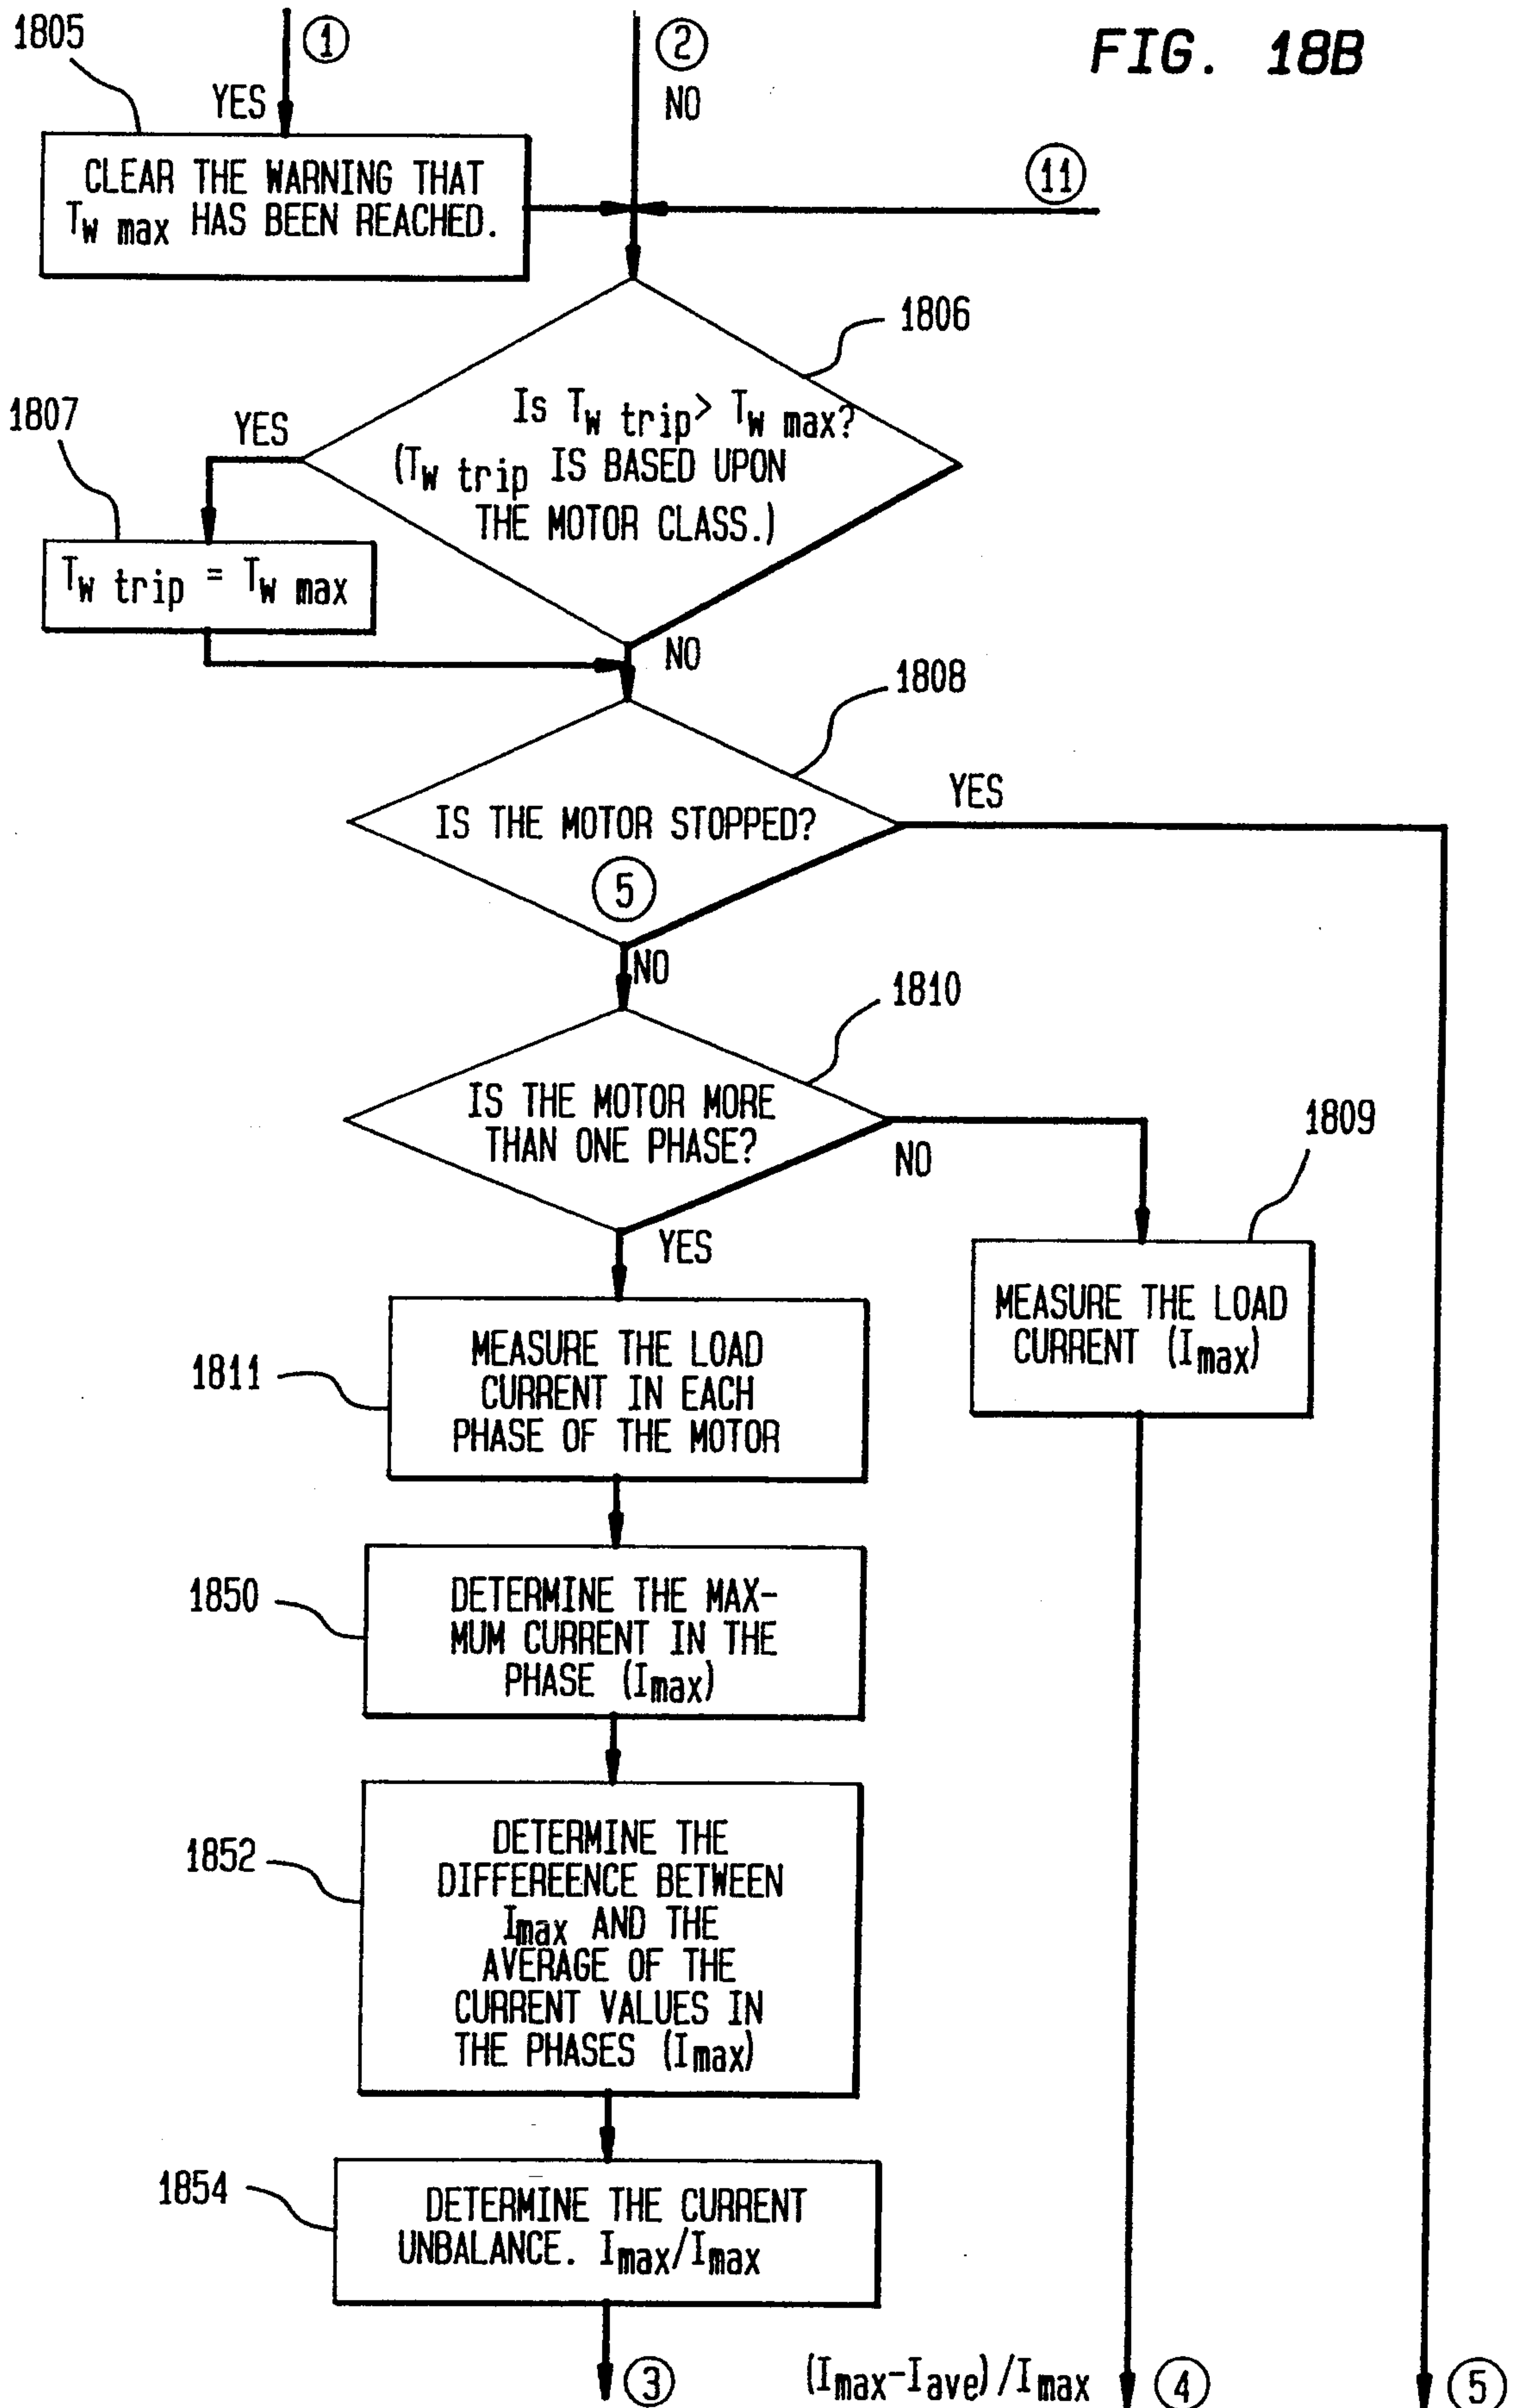 FIG. 18B
1805
1
2
YES
NO
11
CLEAR THE WARNING THAT
Tw max HAS BEEN REACHED.
1806
Is Tw trip> Tw max?
(Tw trip IS BASED UPON
THE MOTOR CLASS.)
YES
1807
Tw trip = Tw max
NO
1808
IS THE MOTOR STOPPED?
5
YES
NO
1810
IS THE MOTOR MORE
THAN ONE PHASE?
NO
1809
YES
MEASURE THE LOAD
CURRENT (Imax)
1811
MEASURE THE LOAD
CURRENT IN EACH
PHASE OF THE MOTOR
1850
DETERMINE THE MAX-
MUM CURRENT IN THE
PHASE (Imax)
1852
DETERMINE THE
DIFFEREENCE BETWEEN
Imax AND THE
AVERAGE OF THE
CURRENT VALUES IN
THE PHASES (Imax)
1854
DETERMINE THE CURRENT
UNBALANCE. Imax/Imax
3
(Imax-Iave)/Imax
4
5